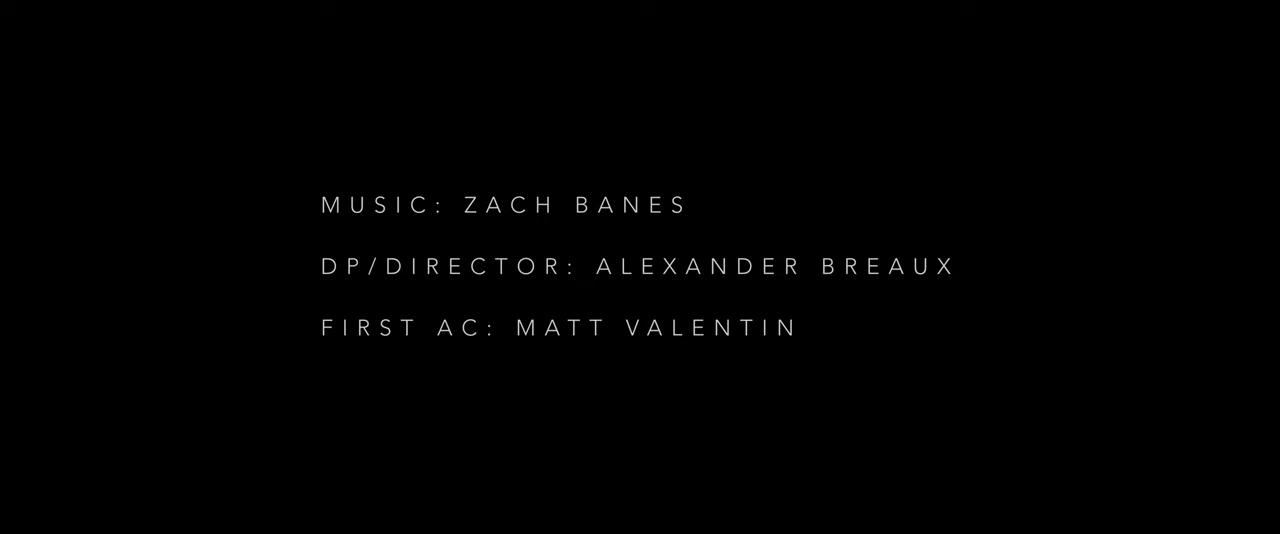 MUSIC: ZACH BANES
DP/DIRECTOR: ALEXANDER BREAUX
FIRST AC: MATT VALENTIN